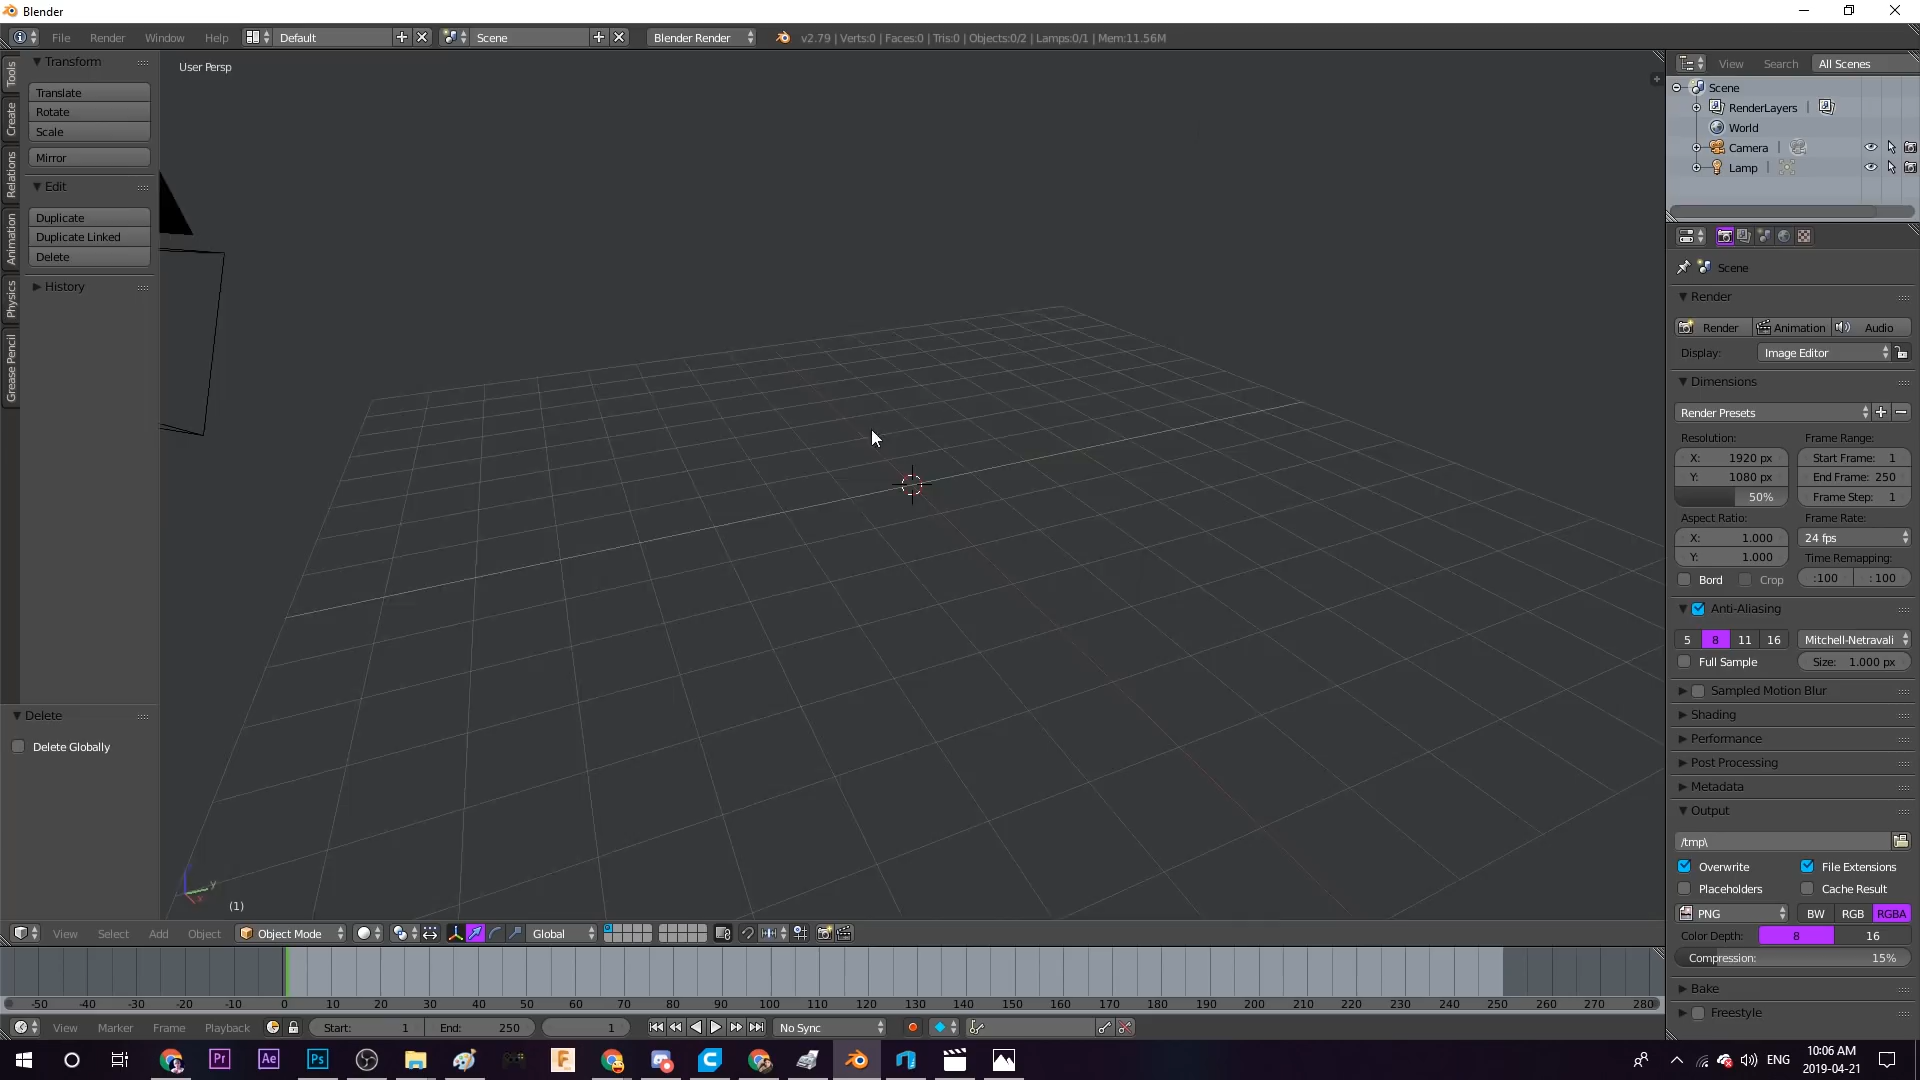 Blender
File Render Window Help Default Scene Blender Render v2.79 | Verts:0 | Faces:0 | Tris:0 | Objects:0/2 | Lamps:0/1 | Mem:11.56M
Tools
Create
Relations
Animation
Physics
Grease Pencil
Transform
Translate
Rotate
Scale
Mirror
Edit
Duplicate
Duplicate Linked
Delete
History
Delete
Delete Globally
User Persp
y
x
(1)
View Select Add Object Object Mode Global
-50 -40 -30 -20 -10 0 10 20 30 40 50 60 70 80 90 100 110 120 130 140 150 160 170 180 190 200 210 220 230 240 250 260 270 280
View Marker Frame Playback Start: 1 End: 250 1 No Sync
View Search All Scenes
Scene
RenderLayers |
World
Camera |
Lamp |
Scene
Render
Render Animation Audio
Display: Image Editor
Dimensions
Render Presets
Resolution: Frame Range:
X: 1920 px Start Frame: 1
Y: 1080 px End Frame: 250
50% Frame Step: 1
Aspect Ratio: Frame Rate:
X: 1.000 24 fps
Y: 1.000 Time Remapping:
Bord Crop :100 : 100
Anti-Aliasing
5 8 11 16 Mitchell-Netravali
Full Sample Size: 1.000 px
Sampled Motion Blur
Shading
Performance
Post Processing
Metadata
Output
/tmp\
Overwrite File Extensions
Placeholders Cache Result
PNG BW RGB RGBA
Color Depth: 8 16
Compression: 15%
Bake
Freestyle
Pr Ae Ps F C
ENG 10:06 AM
2019-04-21